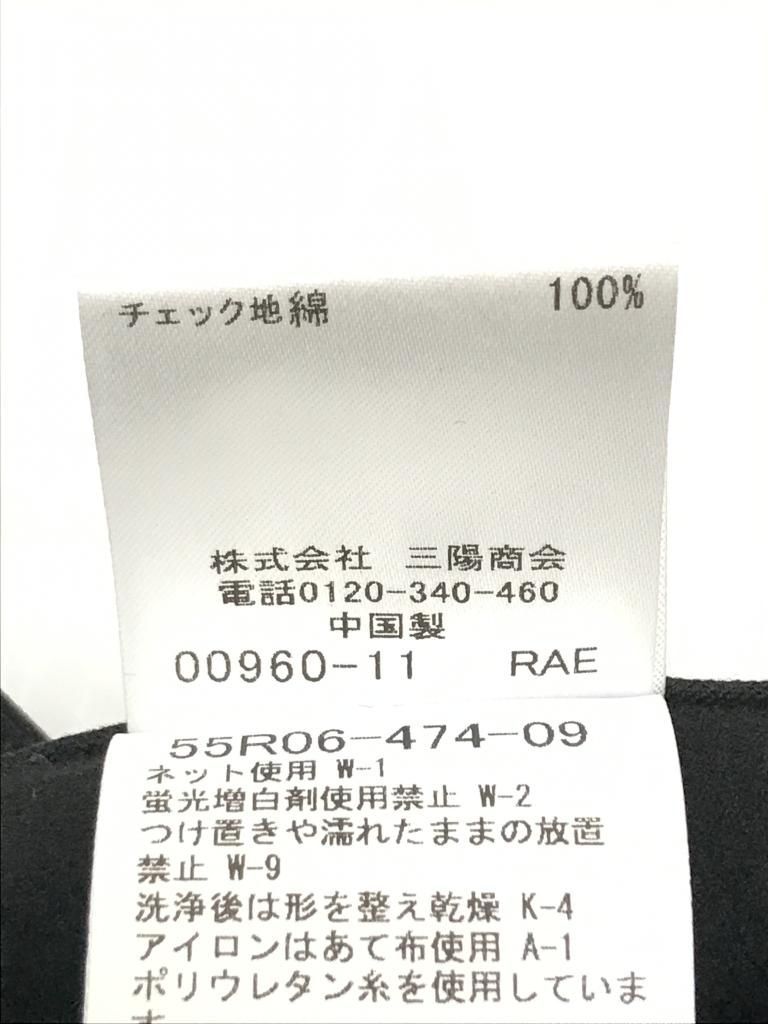 チェック地綿 100%
株式会社 三陽商会
電話0120-340-460
中国製
00960-11 RAE
55R06-474-09
ネット使用 W-1
蛍光増白剤使用禁止 W-2
つけ置きや濡れたままの放置
禁止 W-9
洗浄後は形を整え乾燥 K-4
アイロンはあて布使用 A-1
ポリウレタン糸を使用していま
す